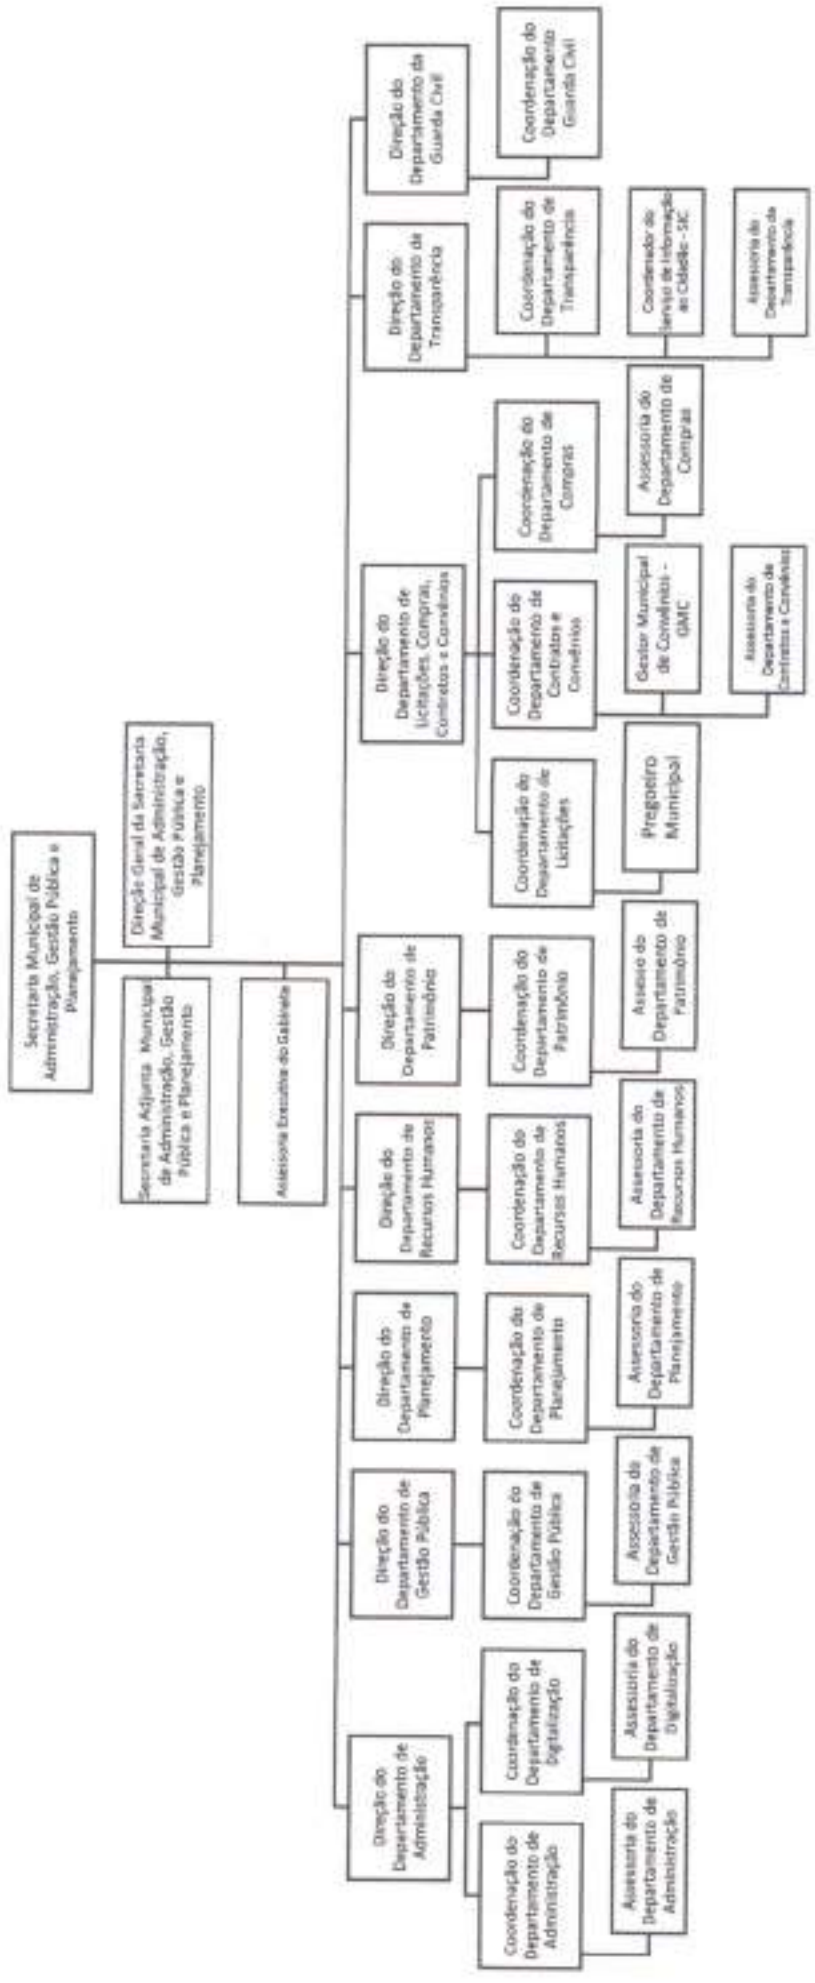 Secretaria Municipal de
Administração, Gestão Pública e
Planejamento
Secretaria Adjunta Municipal
de Administração, Gestão
Pública e Planejamento
Direção Geral da Secretaria
Municipal de Administração,
Gestão Pública e
Planejamento
Assessoria Executiva do Gabinete
Direção do
Departamento de
Administração
Direção do
Departamento de
Gestão Pública
Direção do
Departamento de
Planejamento
Direção do
Departamento de
Recursos Humanos
Direção do
Departamento de
Patrimônio
Direção do
Departamento de
Licitações, Compras,
Contratos e Convênios
Direção do
Departamento de
Transparência
Direção do
Departamento da
Guarda Civil
Coordenação do
Departamento de
Administração
Coordenação do
Departamento de
Digitalização
Coordenação do
Departamento de
Gestão Pública
Coordenação do
Departamento de
Planejamento
Coordenação do
Departamento de
Recursos Humanos
Coordenação do
Departamento de
Patrimônio
Coordenação do
Departamento de
Licitações
Coordenação do
Departamento de
Contratos e
Convênios
Coordenação do
Departamento de
Compras
Coordenação do
Departamento de
Transparência
Coordenação do
Departamento
Guarda Civil
Assessoria do
Departamento de
Administração
Assessoria do
Departamento de
Digitalização
Assessoria do
Departamento de
Gestão Pública
Assessoria do
Departamento de
Planejamento
Assessoria do
Departamento de
Recursos Humanos
Assesso do
Departamento de
Patrimônio
Pregoeiro
Municipal
Gestor Municipal
de Convênios -
GMC
Assessoria do
Departamento de
Compras
Coordenador do
Serviço de Informação
ao Cidadão - SIC
Assessoria do
Departamento de
Contratos e Convênios
Assessoria do
Departamento da
Transparência